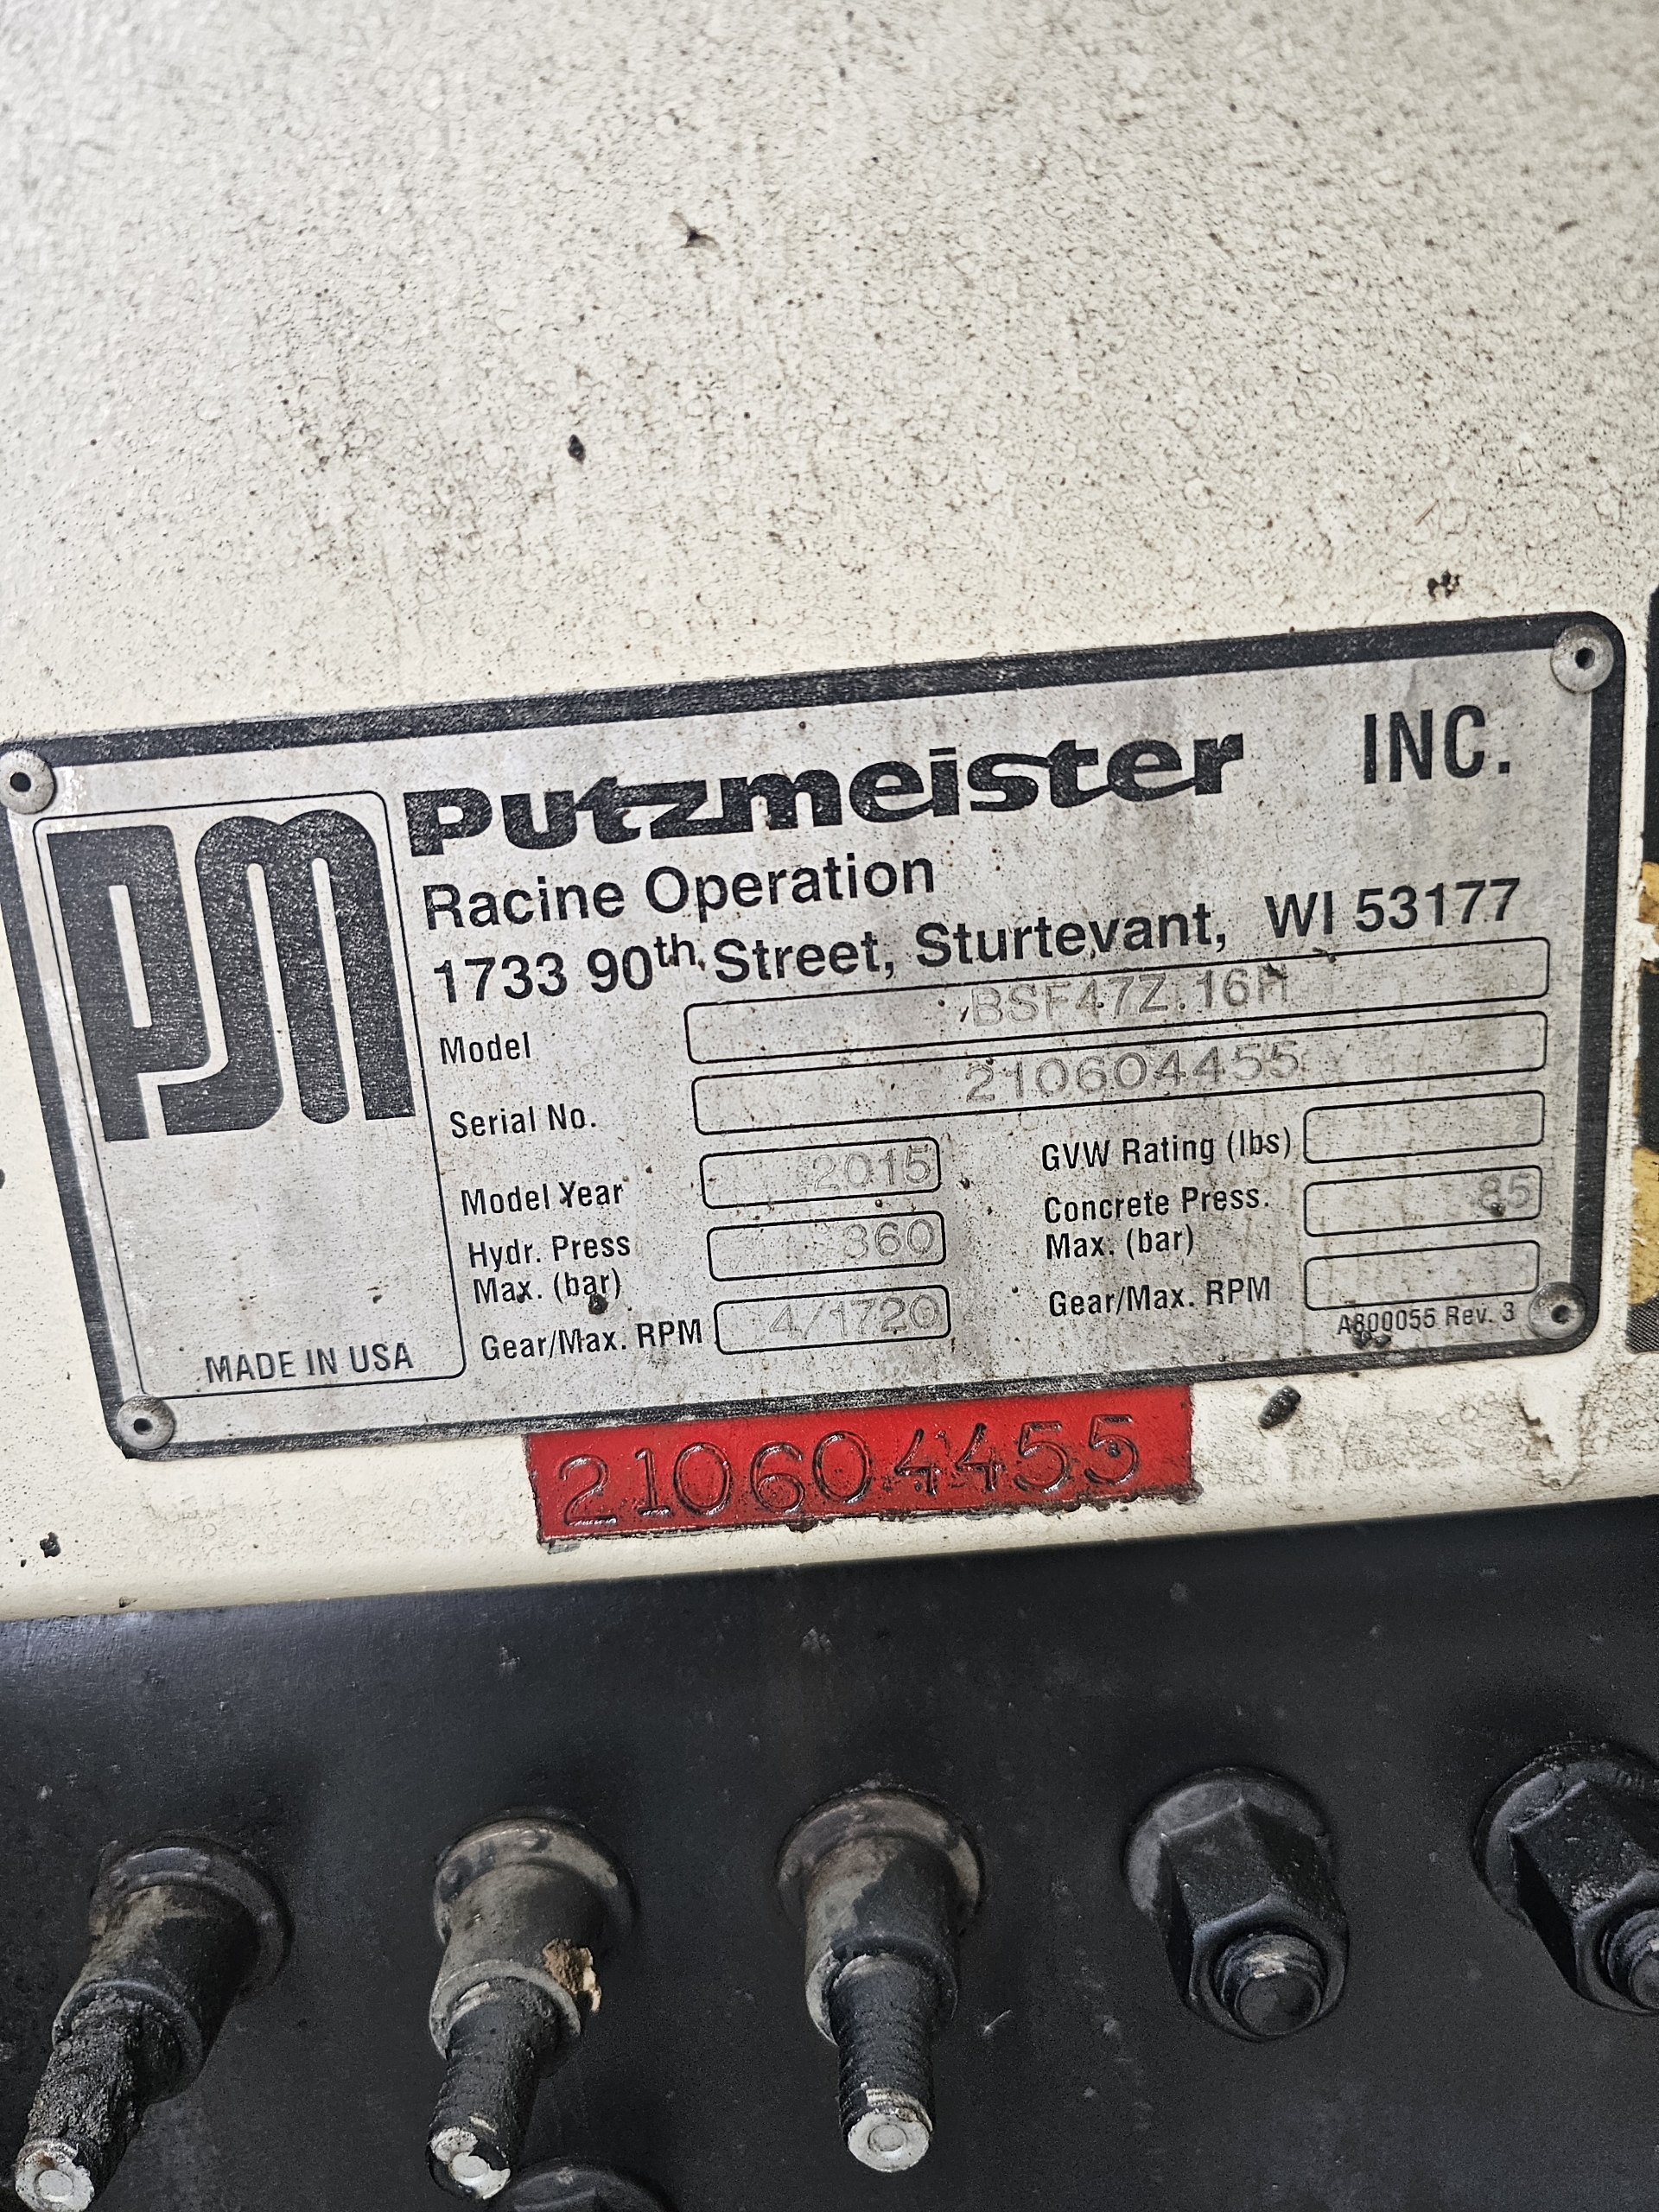 PM
Putzmeister INC.
Racine Operation
1733 90th Street, Sturtevant, WI 53177
Model BSF47Z.16H
Serial No. 210604455
Model Year 2015
GVW Rating (lbs)
Hydr. Press Max. (bar) 360
Concrete Press. Max. (bar) 85
Gear/Max. RPM 4/1720
Gear/Max. RPM
A800055 Rev. 3
MADE IN USA
210604455